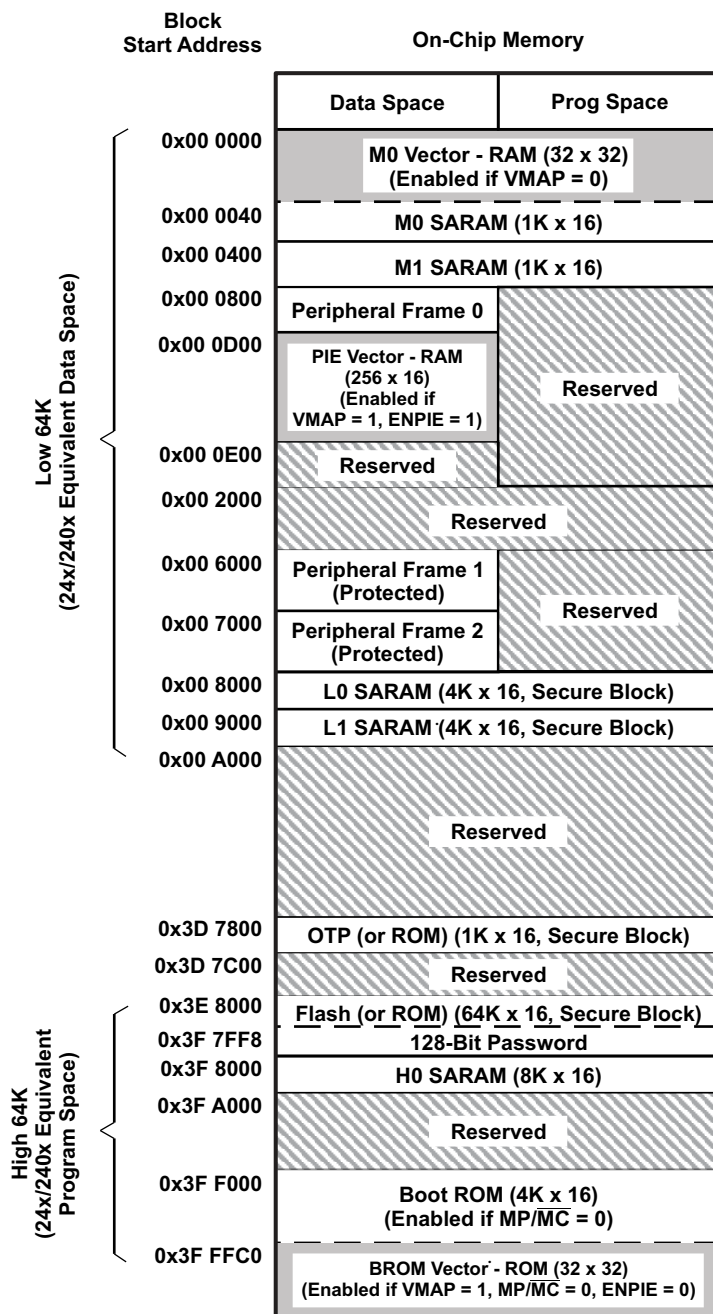 Block
Start Address
On-Chip Memory
Data Space
Prog Space
0x00 0000
M0 Vector - RAM (32 x 32)
(Enabled if VMAP = 0)
0x00 0040
M0 SARAM (1K x 16)
0x00 0400
M1 SARAM (1K x 16)
0x00 0800
Peripheral Frame 0
0x00 0D00
PIE Vector - RAM
(256 x 16)
(Enabled if
VMAP = 1, ENPIE = 1)
Reserved
0x00 0E00
Reserved
0x00 2000
Reserved
0x00 6000
Peripheral Frame 1
(Protected)
Reserved
0x00 7000
Peripheral Frame 2
(Protected)
0x00 8000
L0 SARAM (4K x 16, Secure Block)
0x00 9000
L1 SARAM (4K x 16, Secure Block)
0x00 A000
Reserved
Low 64K
(24x/240x Equivalent Data Space)
0x3D 7800
OTP (or ROM) (1K x 16, Secure Block)
0x3D 7C00
Reserved
0x3E 8000
Flash (or ROM) (64K x 16, Secure Block)
0x3F 7FF8
128-Bit Password
0x3F 8000
H0 SARAM (8K x 16)
0x3F A000
Reserved
0x3F F000
Boot ROM (4K x 16)
(Enabled if MP/M̅C̅ = 0)
0x3F FFC0
BROM Vector - ROM (32 x 32)
(Enabled if VMAP = 1, MP/M̅C̅ = 0, ENPIE = 0)
High 64K
(24x/240x Equivalent
Program Space)